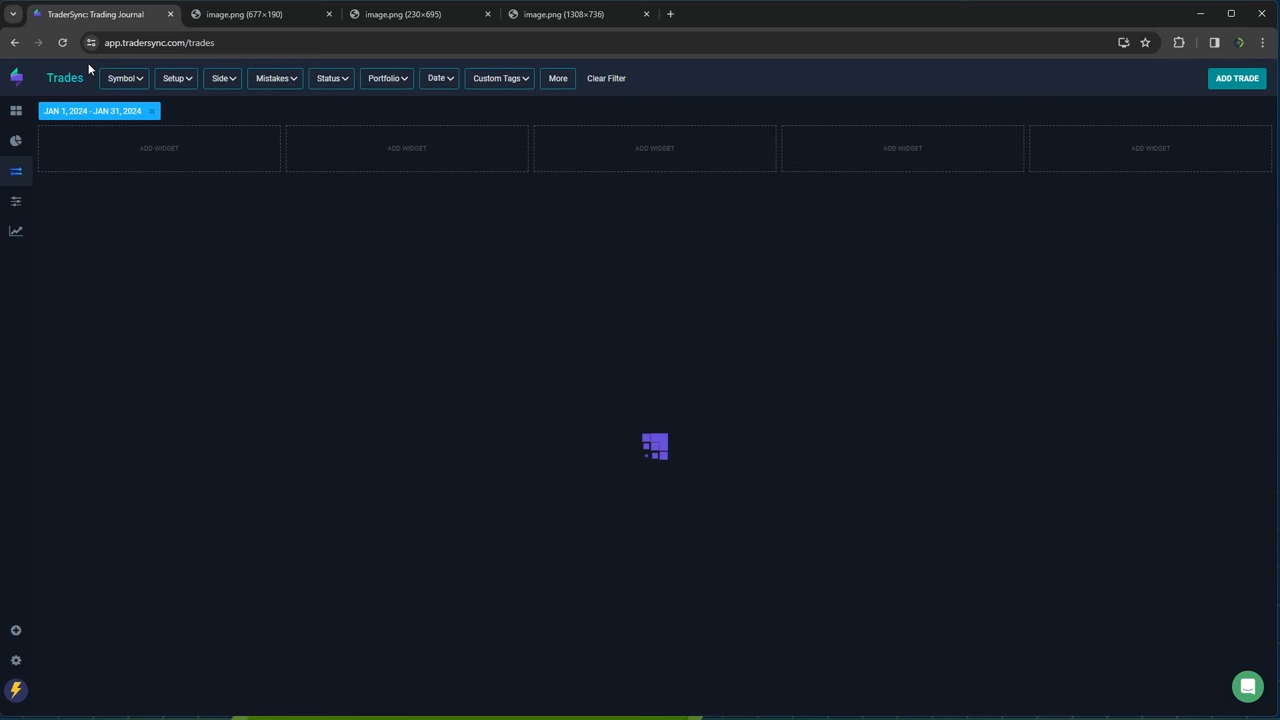 TraderSync: Trading Journal
image.png (677×190)
image.png (230×695)
image.png (1308×736)
app.tradersync.com/trades
Trades
Symbol
Setup
Side
Mistakes
Status
Portfolio
Date
Custom Tags
More
Clear Filter
ADD TRADE
JAN 1, 2024 - JAN 31, 2024
ADD WIDGET
ADD WIDGET
ADD WIDGET
ADD WIDGET
ADD WIDGET